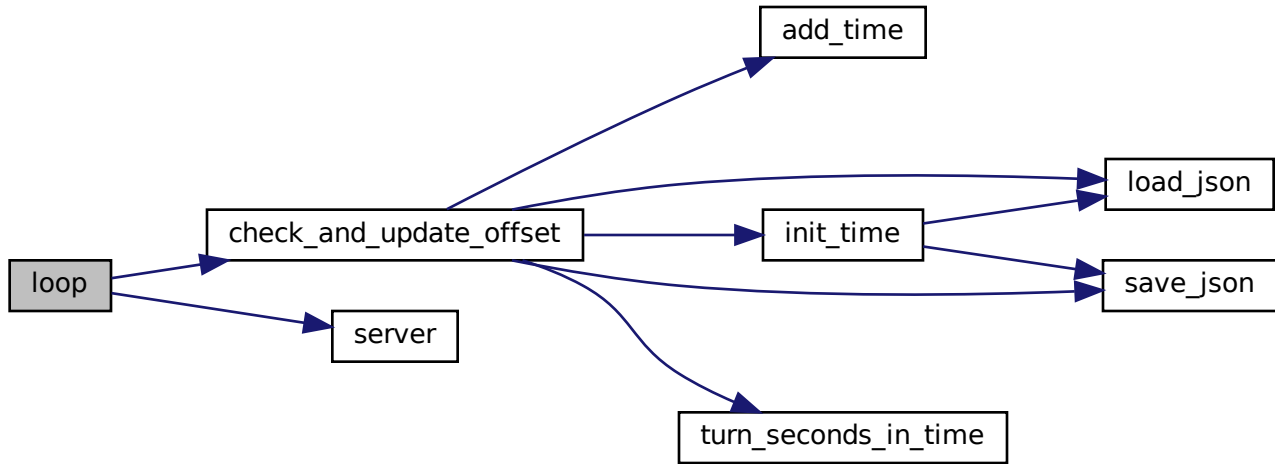 add_time
load_json
check_and_update_offset
init_time
loop
save_json
server
turn_seconds_in_time